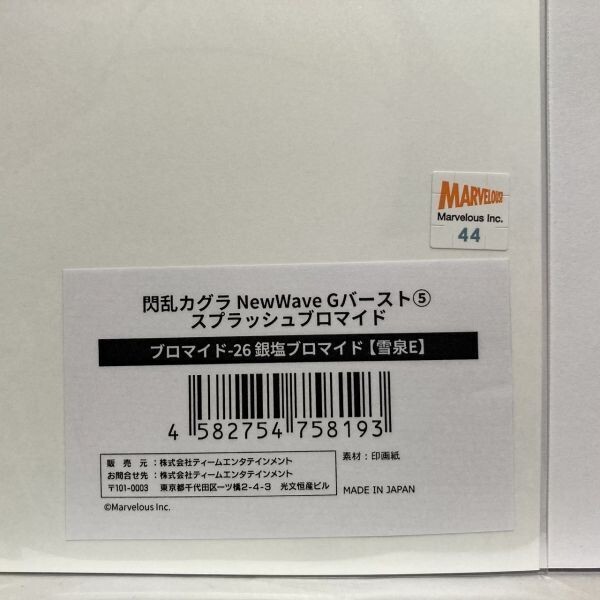 MARVELOUS!
Marvelous Inc.
44
閃乱カグラ NewWave Gバースト⑤
スプラッシュブロマイド
ブロマイド-26 銀塩ブロマイド【雪泉E】
4 582754 758193
販 売 元 : 株式会社ティームエンタテインメント
お問合せ先 : 株式会社ティームエンタテインメント
〒101-0003 東京都千代田区一ツ橋2-4-3 光文恒産ビル
素材 : 印画紙
MADE IN JAPAN
©Marvelous Inc.